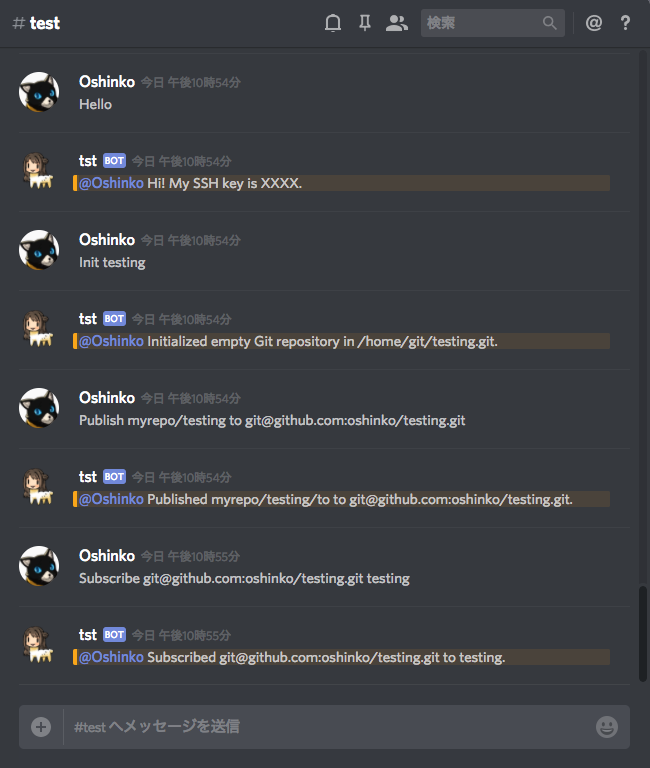 # test
検索
@ ?
Oshinko 今日 午後10時54分
Hello
tst BOT 今日 午後10時54分
@Oshinko Hi! My SSH key is XXXX.
Oshinko 今日 午後10時54分
Init testing
tst BOT 今日 午後10時54分
@Oshinko Initialized empty Git repository in /home/git/testing.git.
Oshinko 今日 午後10時54分
Publish myrepo/testing to git@github.com:oshinko/testing.git
tst BOT 今日 午後10時54分
@Oshinko Published myrepo/testing/to to git@github.com:oshinko/testing.git.
Oshinko 今日 午後10時55分
Subscribe git@github.com:oshinko/testing.git testing
tst BOT 今日 午後10時55分
@Oshinko Subscribed git@github.com:oshinko/testing.git to testing.
#test へメッセージを送信